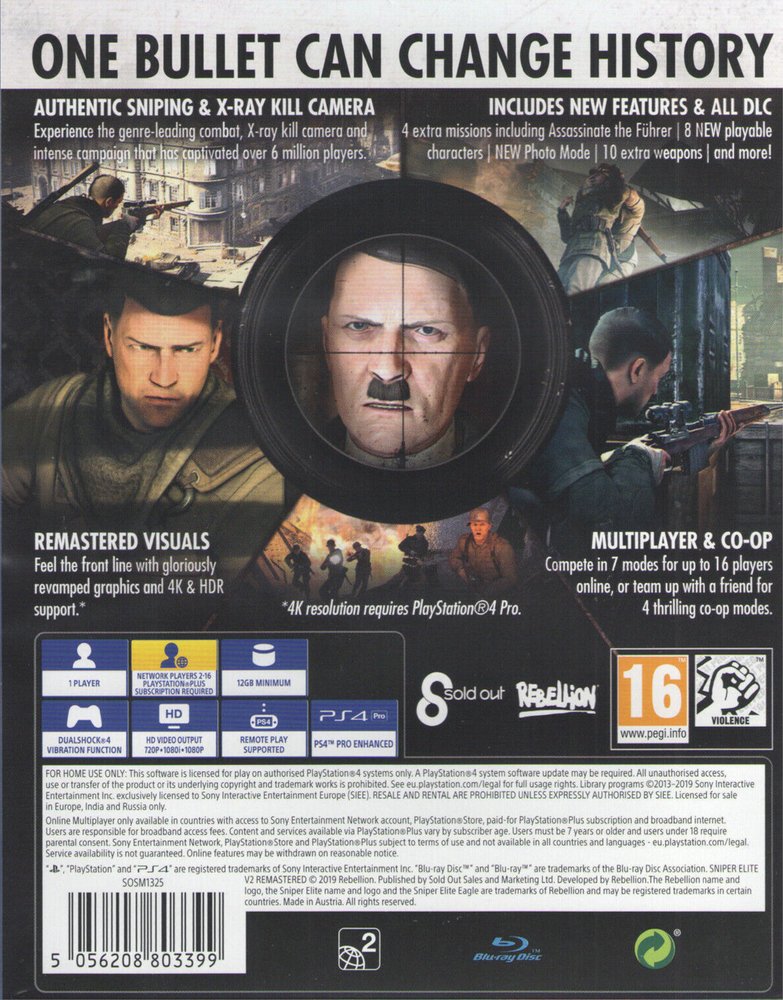 ONE BULLET CAN CHANGE HISTORY
AUTHENTIC SNIPING & X-RAY KILL CAMERA
Experience the genre-leading combat, X-ray kill camera and
intense campaign that has captivated over 6 million players.
INCLUDES NEW FEATURES & ALL DLC
4 extra missions including Assassinate the Führer | 8 NEW playable
characters | NEW Photo Mode | 10 extra weapons | and more!
REMASTERED VISUALS
Feel the front line with gloriously
revamped graphics and 4K & HDR
support.*
*4K resolution requires PlayStation®4 Pro.
MULTIPLAYER & CO-OP
Compete in 7 modes for up to 16 players
online, or team up with a friend for
4 thrilling co-op modes.
1 PLAYER
NETWORK PLAYERS 2-16
PLAYSTATION®PLUS
SUBSCRIPTION REQUIRED
12GB MINIMUM
DUALSHOCK®4
VIBRATION FUNCTION
HD
HD VIDEO OUTPUT
720P•1080i•1080P
PS4
REMOTE PLAY
SUPPORTED
PS4 Pro
PS4™ PRO ENHANCED
Sold out
REBELLION
16
™
www.pegi.info
™
VIOLENCE
FOR HOME USE ONLY: This software is licensed for play on authorised PlayStation®4 systems only. A PlayStation®4 system software update may be required. All unauthorised access,
use or transfer of the product or its underlying copyright and trademark works is prohibited. See eu.playstation.com/legal for full usage rights. Library programs ©2013-2019 Sony Interactive
Entertainment Inc. exclusively licensed to Sony Interactive Entertainment Europe (SIEE). RESALE AND RENTAL ARE PROHIBITED UNLESS EXPRESSLY AUTHORISED BY SIEE. Licensed for sale
in Europe, India and Russia only.
Online Multiplayer only available in countries with access to Sony Entertainment Network account, PlayStation®Store, paid-for PlayStation®Plus subscription and broadband internet.
Users are responsible for broadband access fees. Content and services available via PlayStation®Plus vary by subscriber age. Users must be 7 years or older and users under 18 require
parental consent. Sony Entertainment Network, PlayStation®Store and PlayStation®Plus subject to terms of use and not available in all countries and languages - eu.playstation.com/legal.
Service availability is not guaranteed. Online features may be withdrawn on reasonable notice.
" ", "PlayStation" and "PS4" are registered trademarks of Sony Interactive Entertainment Inc. "Blu-ray Disc™" and "Blu-ray™" are trademarks of the Blu-ray Disc Association. SNIPER ELITE
V2 REMASTERED © 2019 Rebellion. Published by Sold Out Sales and Marketing Ltd. Developed by Rebellion.The Rebellion name and
logo, the Sniper Elite name and logo and the Sniper Elite Eagle are trademarks of Rebellion and may be registered trademarks in certain
countries. Made in Austria. All rights reserved.
SOSM1325
5 056208 803399
2
Blu-ray Disc™